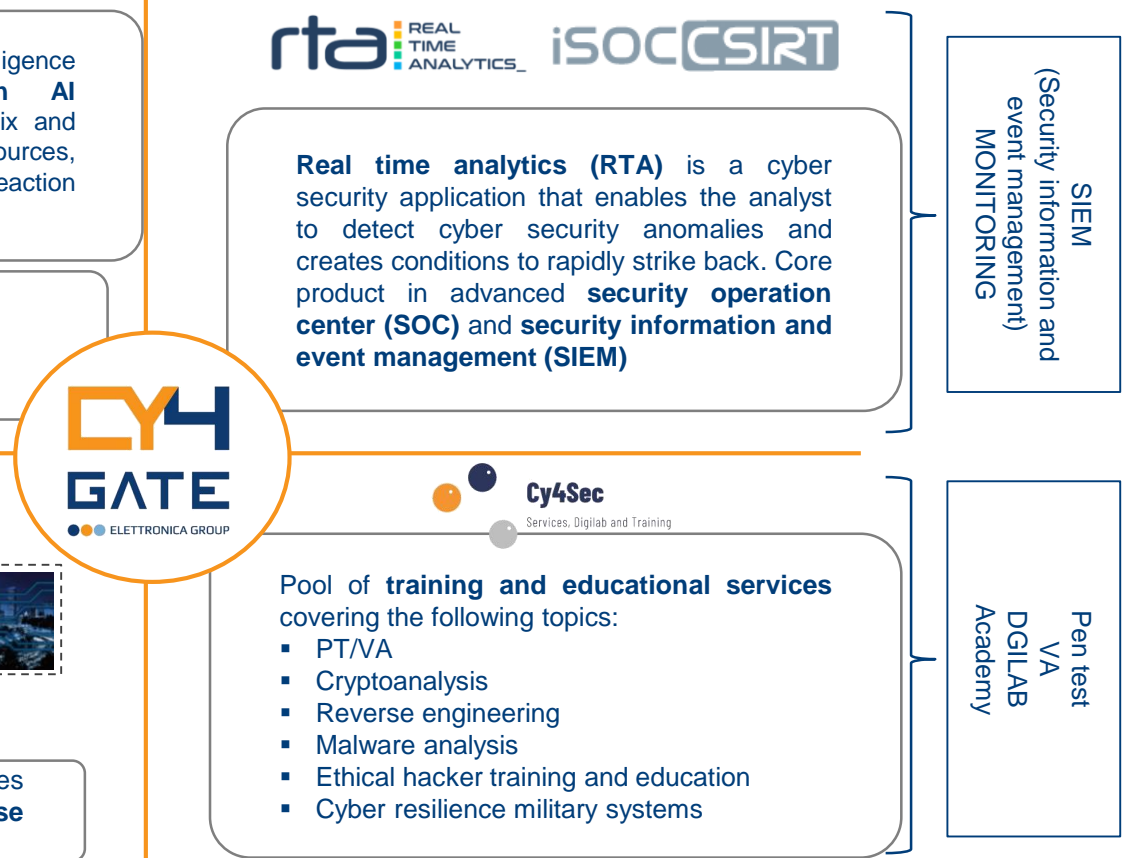 rta REAL
TIME
ANALYTICS_
iSOC CSIRT
ligence
AI
ix and
ources,
eaction
Real time analytics (RTA) is a cyber
security application that enables the analyst
to detect cyber security anomalies and
creates conditions to rapidly strike back. Core
product in advanced security operation
center (SOC) and security information and
event management (SIEM)
SIEM
(Security information and
event management)
MONITORING
CY4
GATE
ELETTRONICA GROUP
Cy4Sec
Services, Digilab and Training
Pool of training and educational services
covering the following topics:
▪ PT/VA
▪ Cryptoanalysis
▪ Reverse engineering
▪ Malware analysis
▪ Ethical hacker training and education
▪ Cyber resilience military systems
Pen test
VA
DGILAB
Academy
es
se